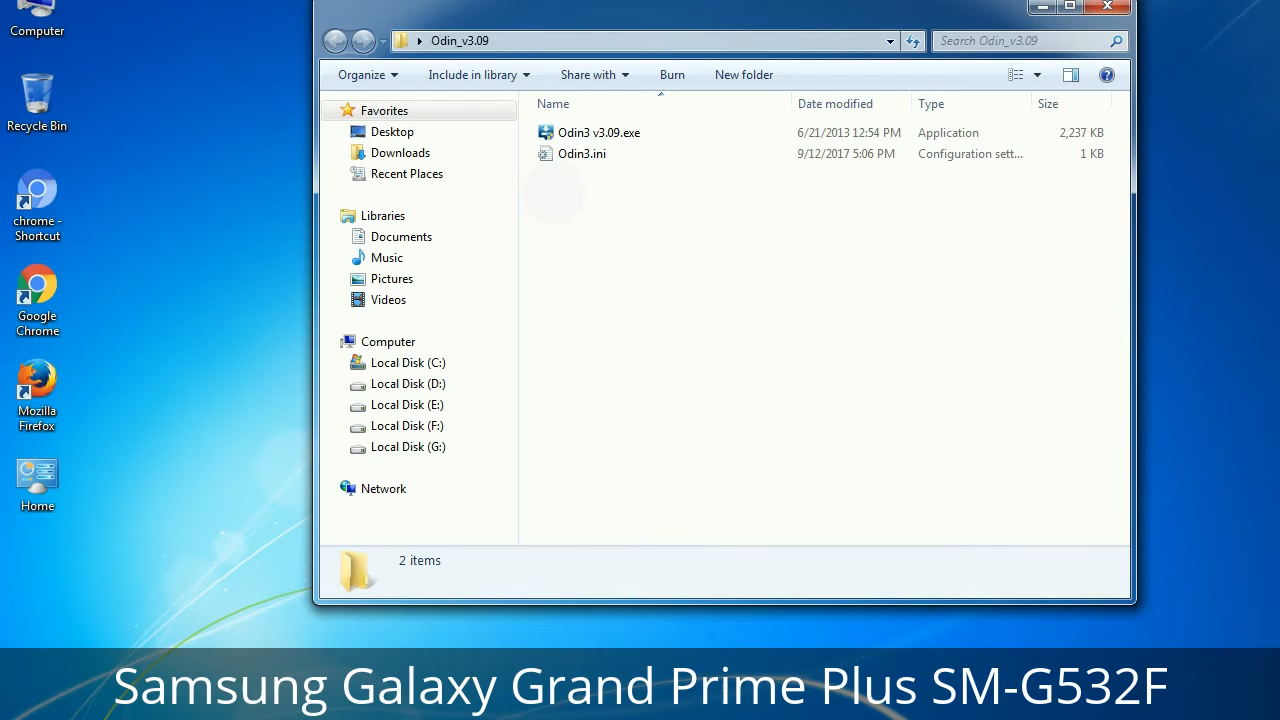 Computer
Recycle Bin
chrome -
Shortcut
Google
Chrome
Mozilla
Firefox
Home
Odin_v3.09
Search Odin_v3.09
Organize
Include in library
Share with
Burn
New folder
Favorites
Desktop
Downloads
Recent Places
Libraries
Documents
Music
Pictures
Videos
Computer
Local Disk (C:)
Local Disk (D:)
Local Disk (E:)
Local Disk (F:)
Local Disk (G:)
Network
Name Date modified Type Size
Odin3 v3.09.exe 6/21/2013 12:54 PM Application 2,237 KB
Odin3.ini 9/12/2017 5:06 PM Configuration sett... 1 KB
2 items
Samsung Galaxy Grand Prime Plus SM-G532F